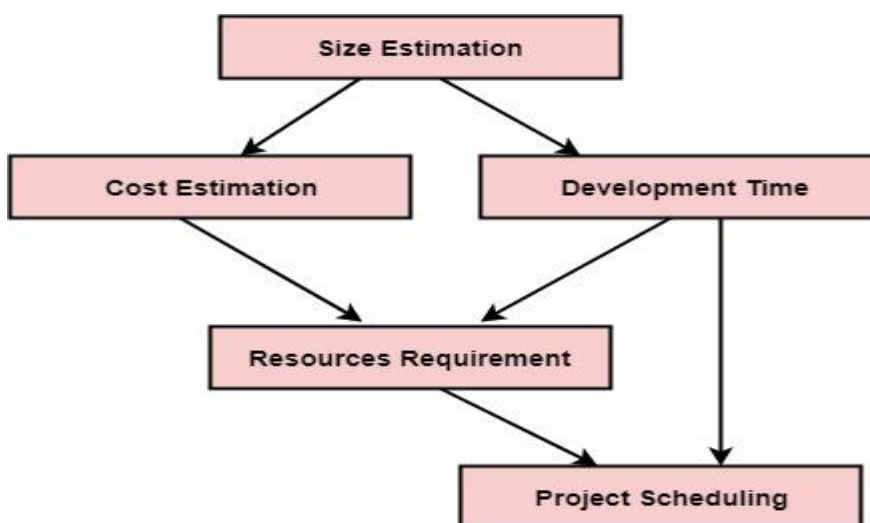 Size Estimation
Cost Estimation
Development Time
Resources Requirement
Project Scheduling